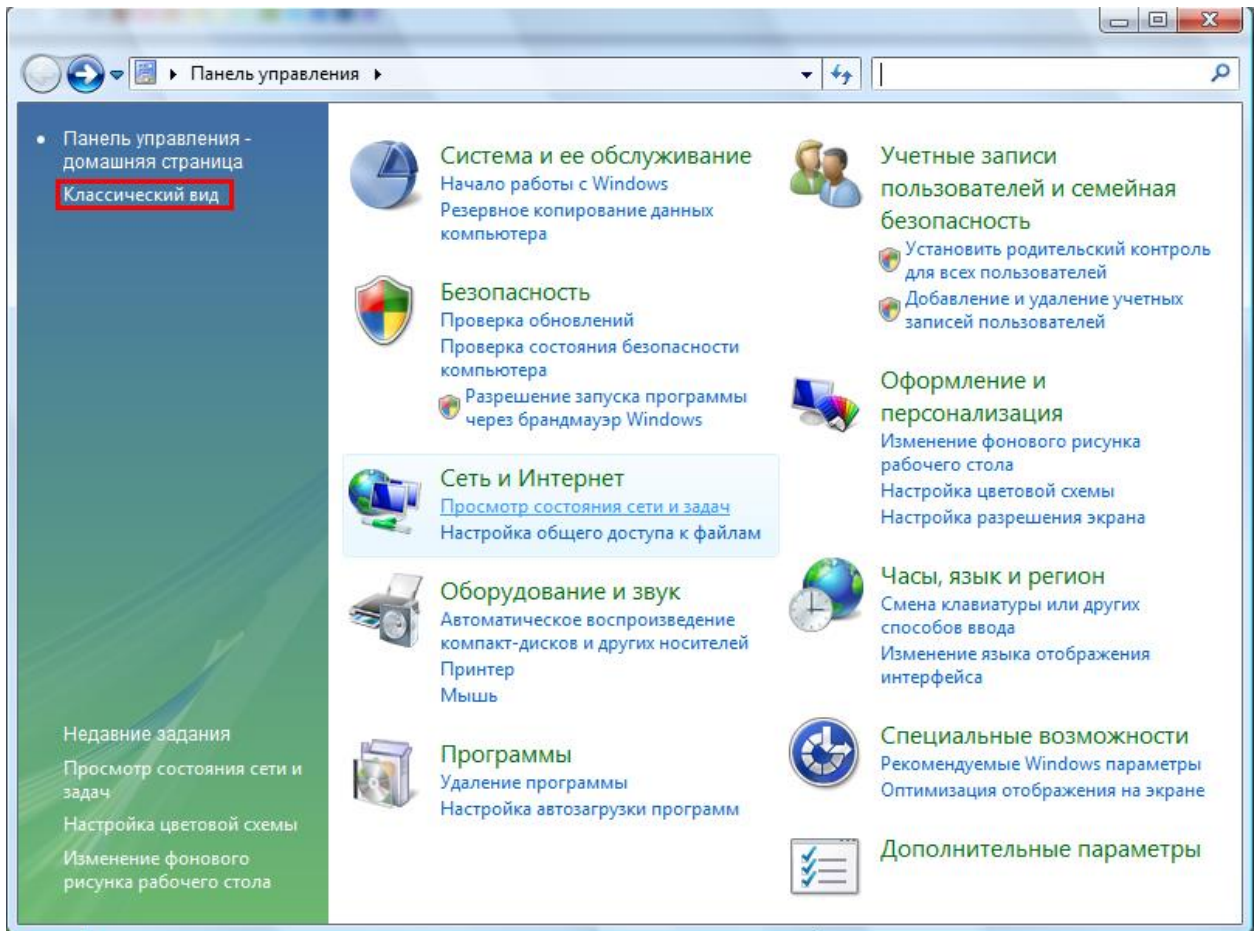 Панель управления
Панель управления -
домашняя страница
Классический вид
Недавние задания
Просмотр состояния сети и
задач
Настройка цветовой схемы
Изменение фонового
рисунка рабочего стола
Система и ее обслуживание
Начало работы с Windows
Резервное копирование данных
компьютера
Безопасность
Проверка обновлений
Проверка состояния безопасности
компьютера
Разрешение запуска программы
через брандмауэр Windows
Сеть и Интернет
Просмотр состояния сети и задач
Настройка общего доступа к файлам
Оборудование и звук
Автоматическое воспроизведение
компакт-дисков и других носителей
Принтер
Мышь
Программы
Удаление программы
Настройка автозагрузки программ
Учетные записи
пользователей и семейная
безопасность
Установить родительский контроль
для всех пользователей
Добавление и удаление учетных
записей пользователей
Оформление и
персонализация
Изменение фонового рисунка
рабочего стола
Настройка цветовой схемы
Настройка разрешения экрана
Часы, язык и регион
Смена клавиатуры или других
способов ввода
Изменение языка отображения
интерфейса
Специальные возможности
Рекомендуемые Windows параметры
Оптимизация отображения на экране
Дополнительные параметры